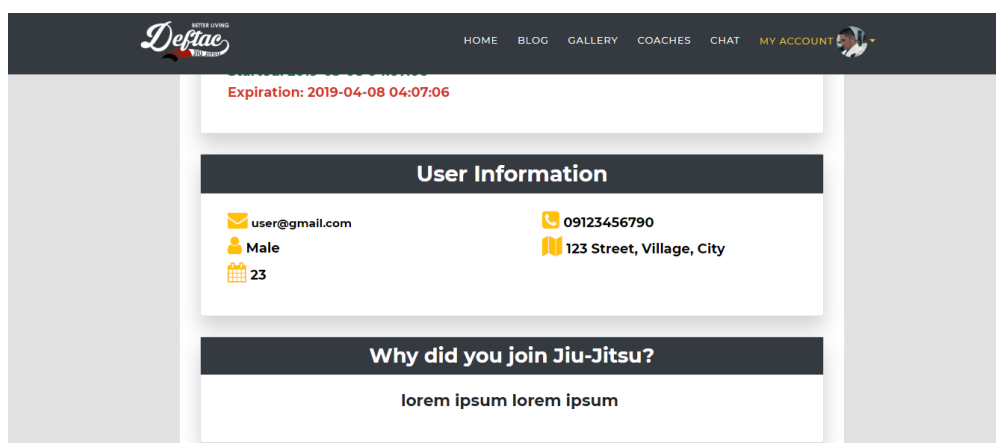 BETTER LIVING
Deftac
JIU JITSU
HOME BLOG GALLERY COACHES CHAT MY ACCOUNT
Expiration: 2019-04-08 04:07:06
User Information
user@gmail.com
09123456790
Male
123 Street, Village, City
23
Why did you join Jiu-Jitsu?
lorem ipsum lorem ipsum